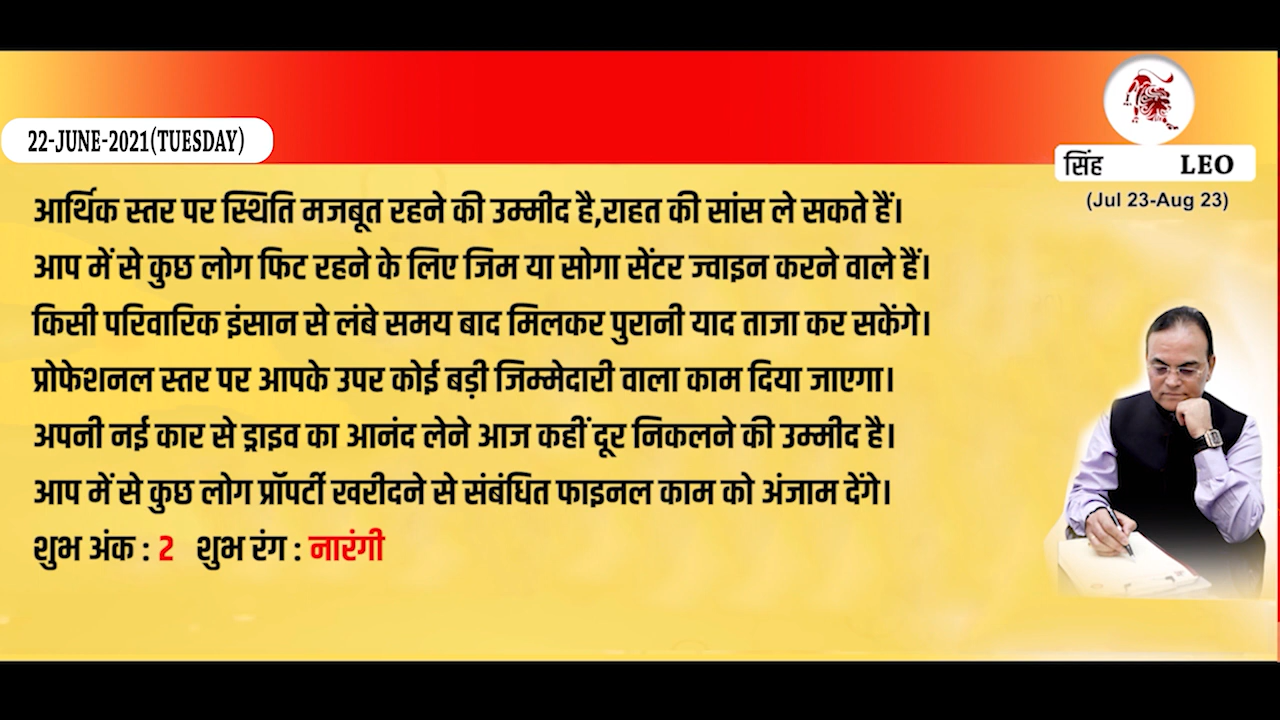 22-JUNE-2021(TUESDAY)
सिंह LEO
(Jul 23-Aug 23)
आर्थिक स्तर पर स्थिति मजबूत रहने की उम्मीद है,राहत की सांस ले सकते हैं।
आप में से कुछ लोग फिट रहने के लिए जिम या सोगा सेंटर ज्वाइन करने वाले हैं।
किसी परिवारिक इंसान से लंबे समय बाद मिलकर पुरानी याद ताजा कर सकेंगे।
प्रोफेशनल स्तर पर आपके उपर कोई बड़ी जिम्मेदारी वाला काम दिया जाएगा।
अपनी नई कार से ड्राइव का आनंद लेने आज कहीं दूर निकलने की उम्मीद है।
आप में से कुछ लोग प्रॉपर्टी खरीदने से संबंधित फाइनल काम को अंजाम देंगे।
शुभ अंक : 2 शुभ रंग : नारंगी